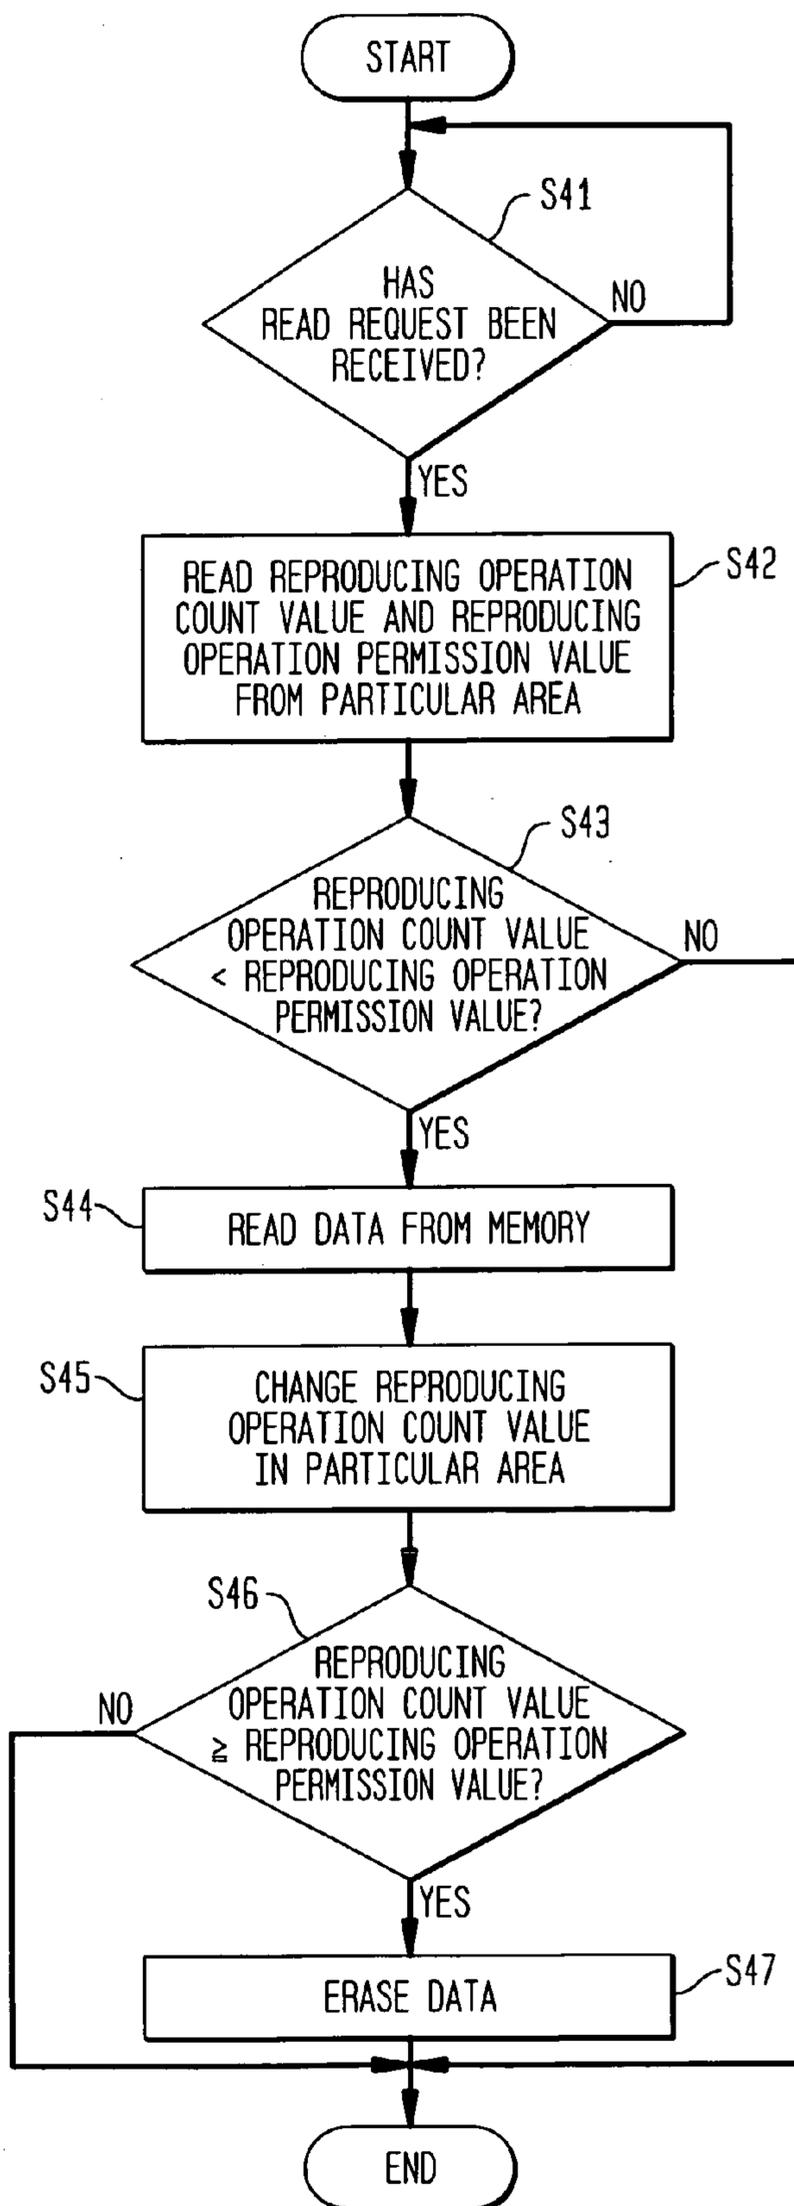 START
S41
HAS
READ REQUEST BEEN
RECEIVED?
NO
YES
S42
READ REPRODUCING OPERATION
COUNT VALUE AND REPRODUCING
OPERATION PERMISSION VALUE
FROM PARTICULAR AREA
S43
REPRODUCING
OPERATION COUNT VALUE
< REPRODUCING OPERATION
PERMISSION VALUE?
NO
YES
S44
READ DATA FROM MEMORY
S45
CHANGE REPRODUCING
OPERATION COUNT VALUE
IN PARTICULAR AREA
S46
REPRODUCING
OPERATION COUNT VALUE
≧ REPRODUCING OPERATION
PERMISSION VALUE?
NO
YES
S47
ERASE DATA
END